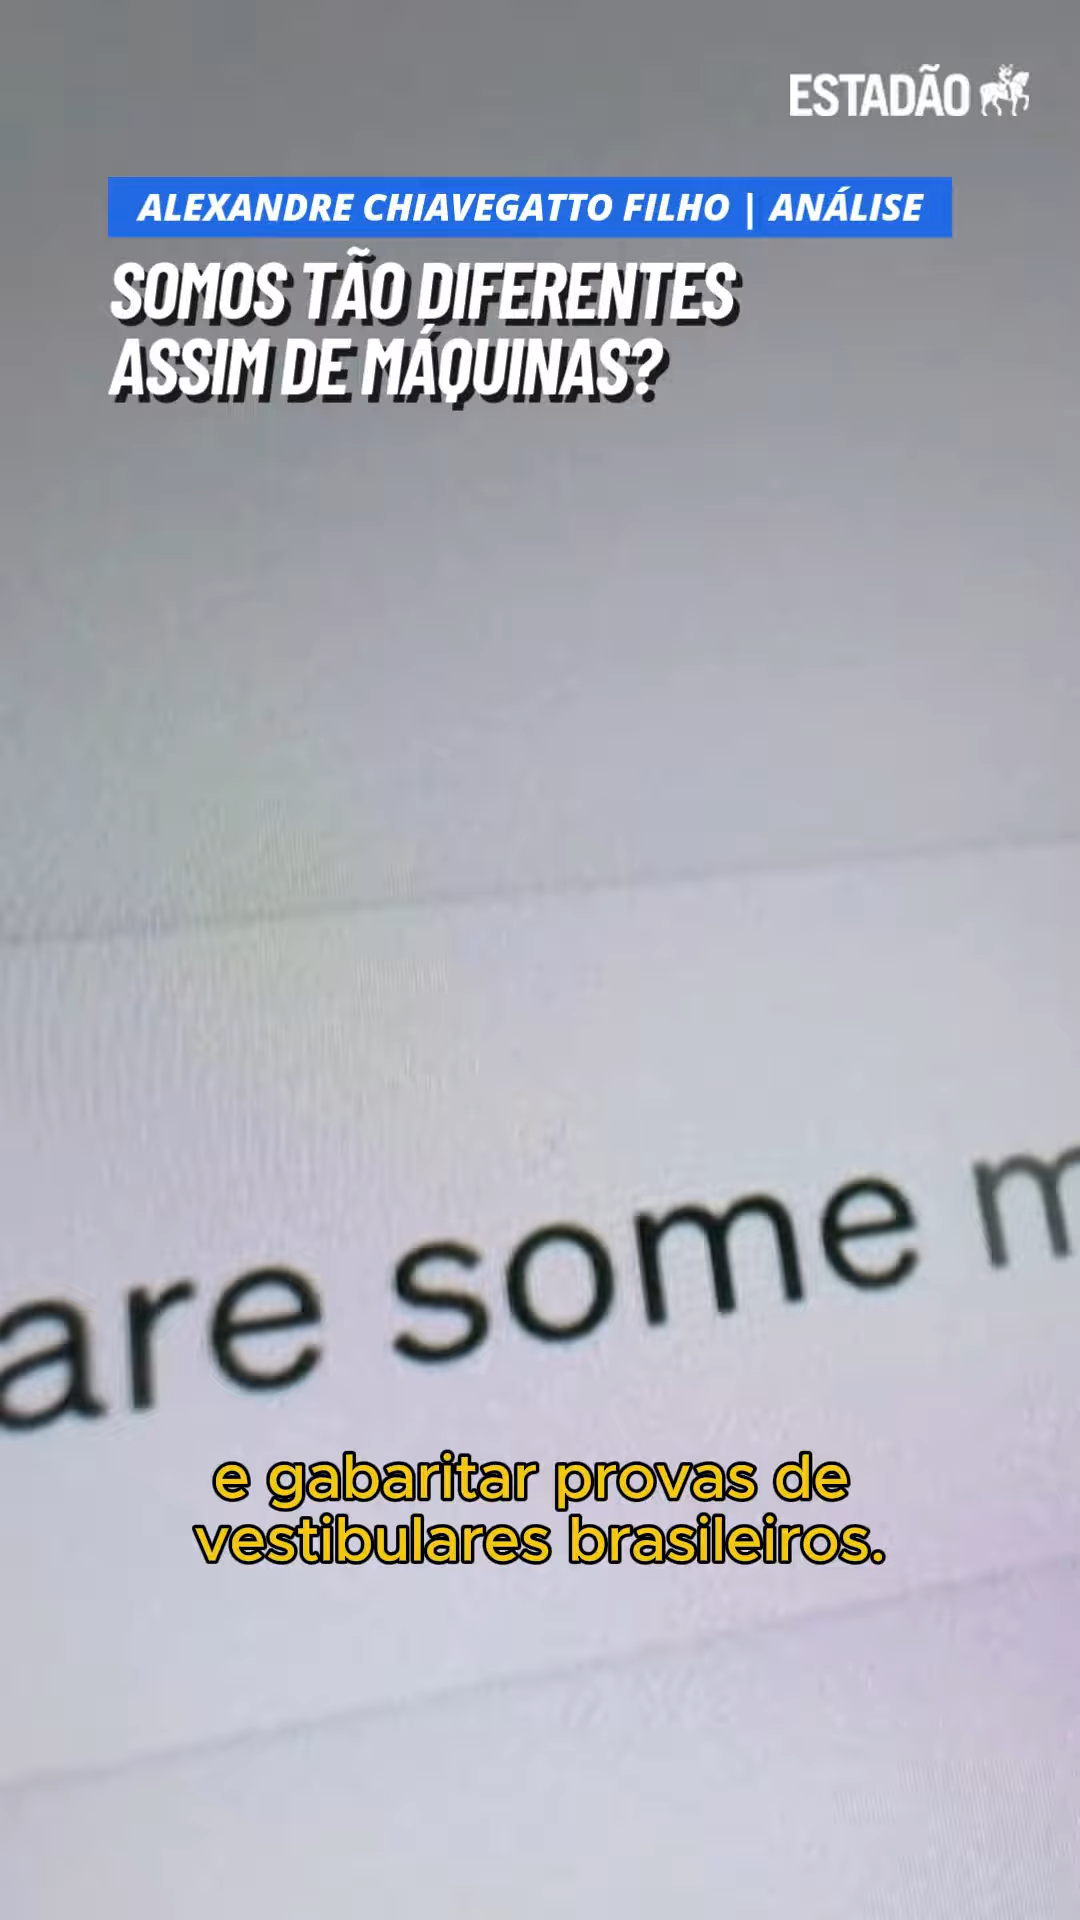 ESTADÃO
ALEXANDRE CHIAVEGATTO FILHO | ANÁLISE
SOMOS TÃO DIFERENTES
ASSIM DE MÁQUINAS?
are some m
e gabaritar provas de
vestibulares brasileiros.